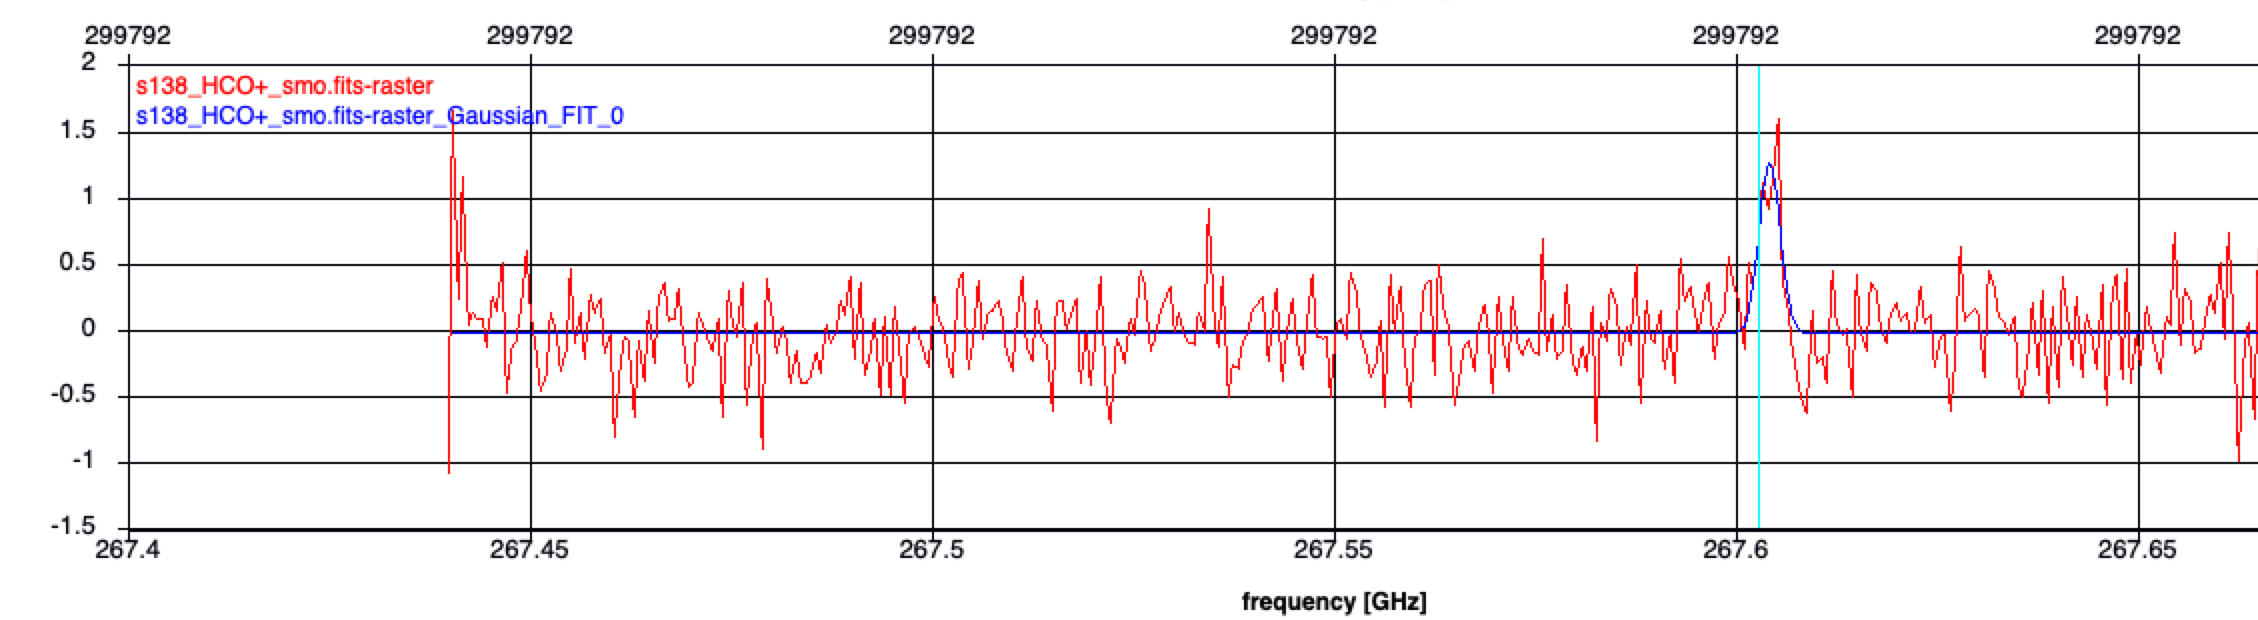 299792 299792 299792 299792 299792 299792
2
s138_HCO+_smo.fits-raster
s138_HCO+_smo.fits-raster_Gaussian_FIT_0
1.5
1
0.5
0
-0.5
-1
-1.5
267.4 267.45 267.5 267.55 267.6 267.65
frequency [GHz]